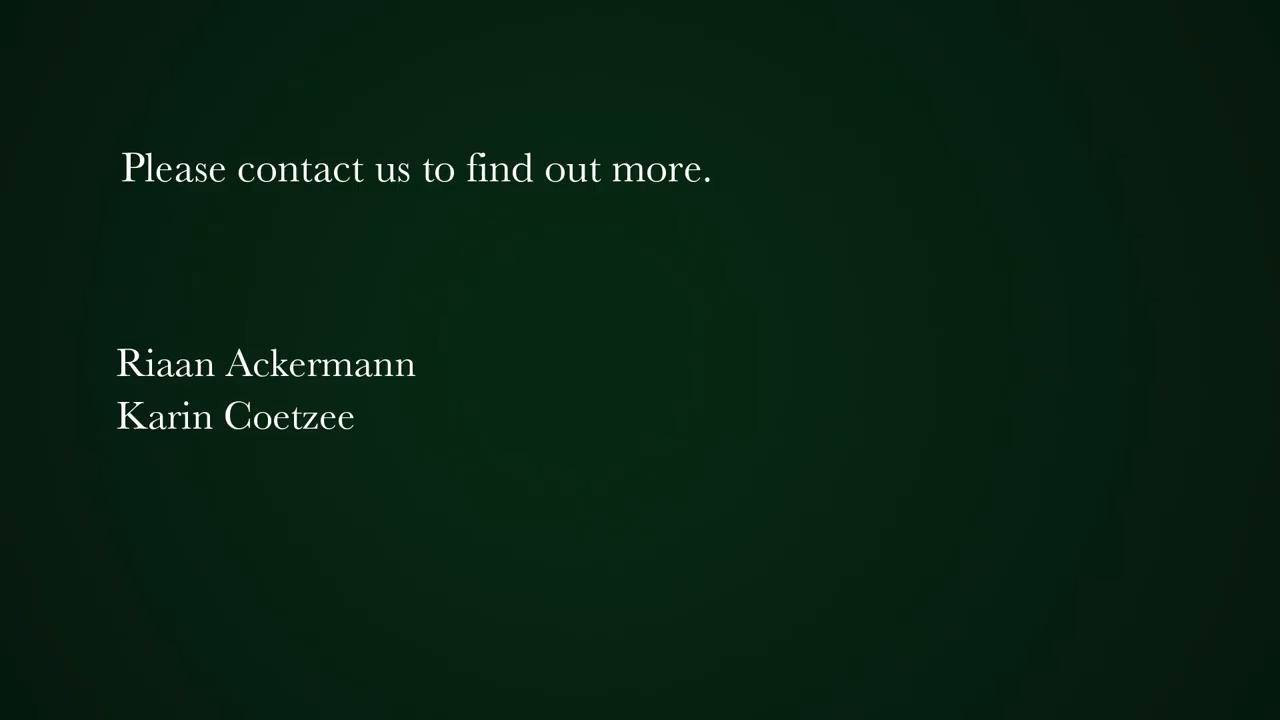 Please contact us to find out more.
Riaan Ackermann
Karin Coetzee